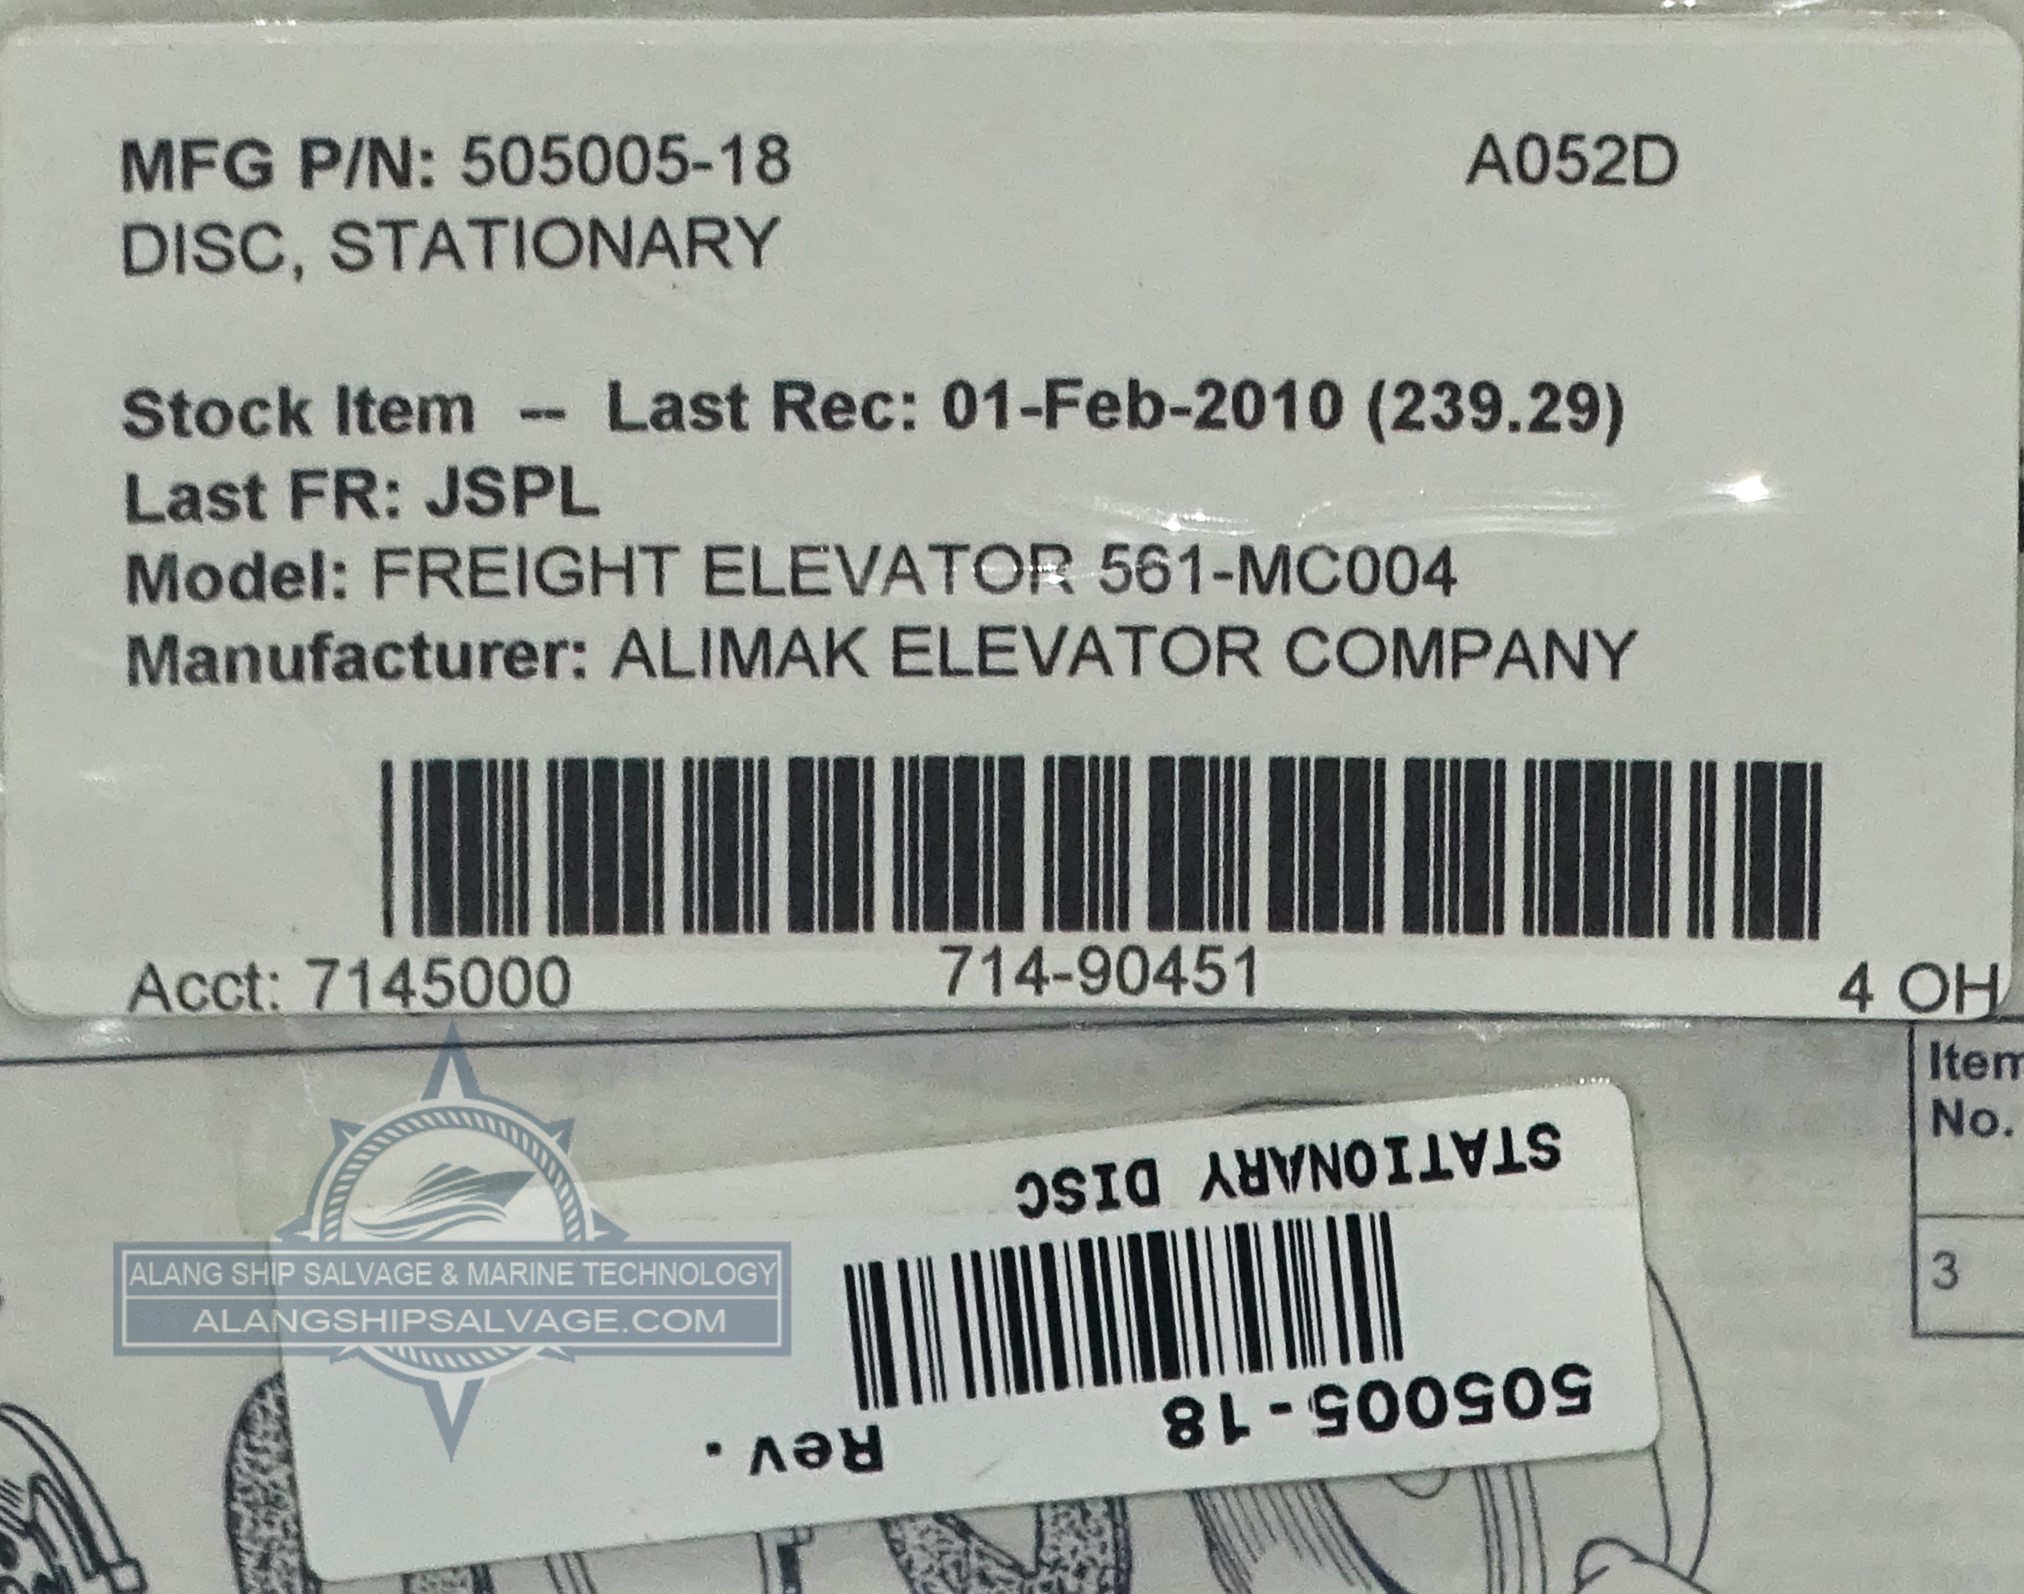 MFG P/N: 505005-18 A052D
DISC, STATIONARY
Stock Item -- Last Rec: 01-Feb-2010 (239.29)
Last FR: JSPL
Model: FREIGHT ELEVATOR 561-MC004
Manufacturer: ALIMAK ELEVATOR COMPANY
Acct: 7145000 714-90451 4 OH
Item
No.
3
ALANG SHIP SALVAGE & MARINE TECHNOLOGY
ALANGSHIPSALVAGE.COM
505005-18 Rev.
STATIONARY DISC